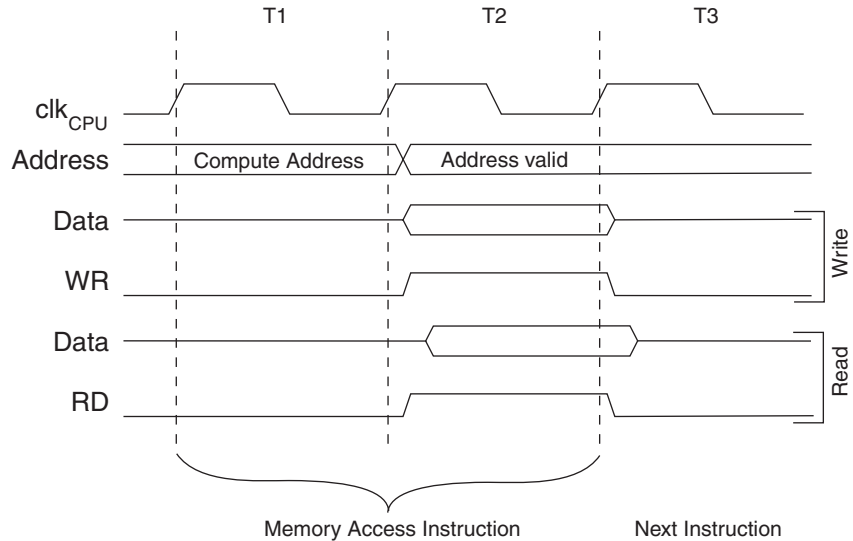 T1 T2 T3
clkCPU
Address Compute Address Address valid
Data
WR
Write
Data
RD
Read
Memory Access Instruction Next Instruction